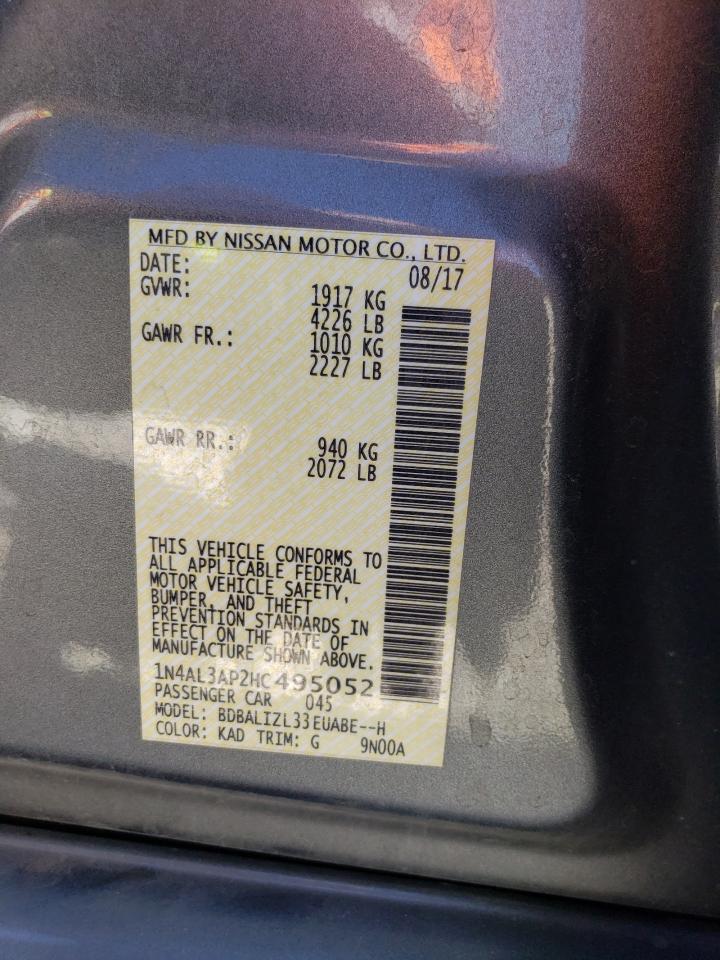 MFD BY NISSAN MOTOR CO., LTD.
DATE: 08/17
GVWR: 1917 KG
4226 LB
GAWR FR.: 1010 KG
2227 LB
GAWR RR.: 940 KG
2072 LB
THIS VEHICLE CONFORMS TO
ALL APPLICABLE FEDERAL
MOTOR VEHICLE SAFETY,
BUMPER, AND THEFT
PREVENTION STANDARDS IN
EFFECT ON THE DATE OF
MANUFACTURE SHOWN ABOVE.
1N4AL3AP2HC495052
PASSENGER CAR 045
MODEL: BDBALIZL33EUABE--H
COLOR: KAD TRIM: G 9N00A